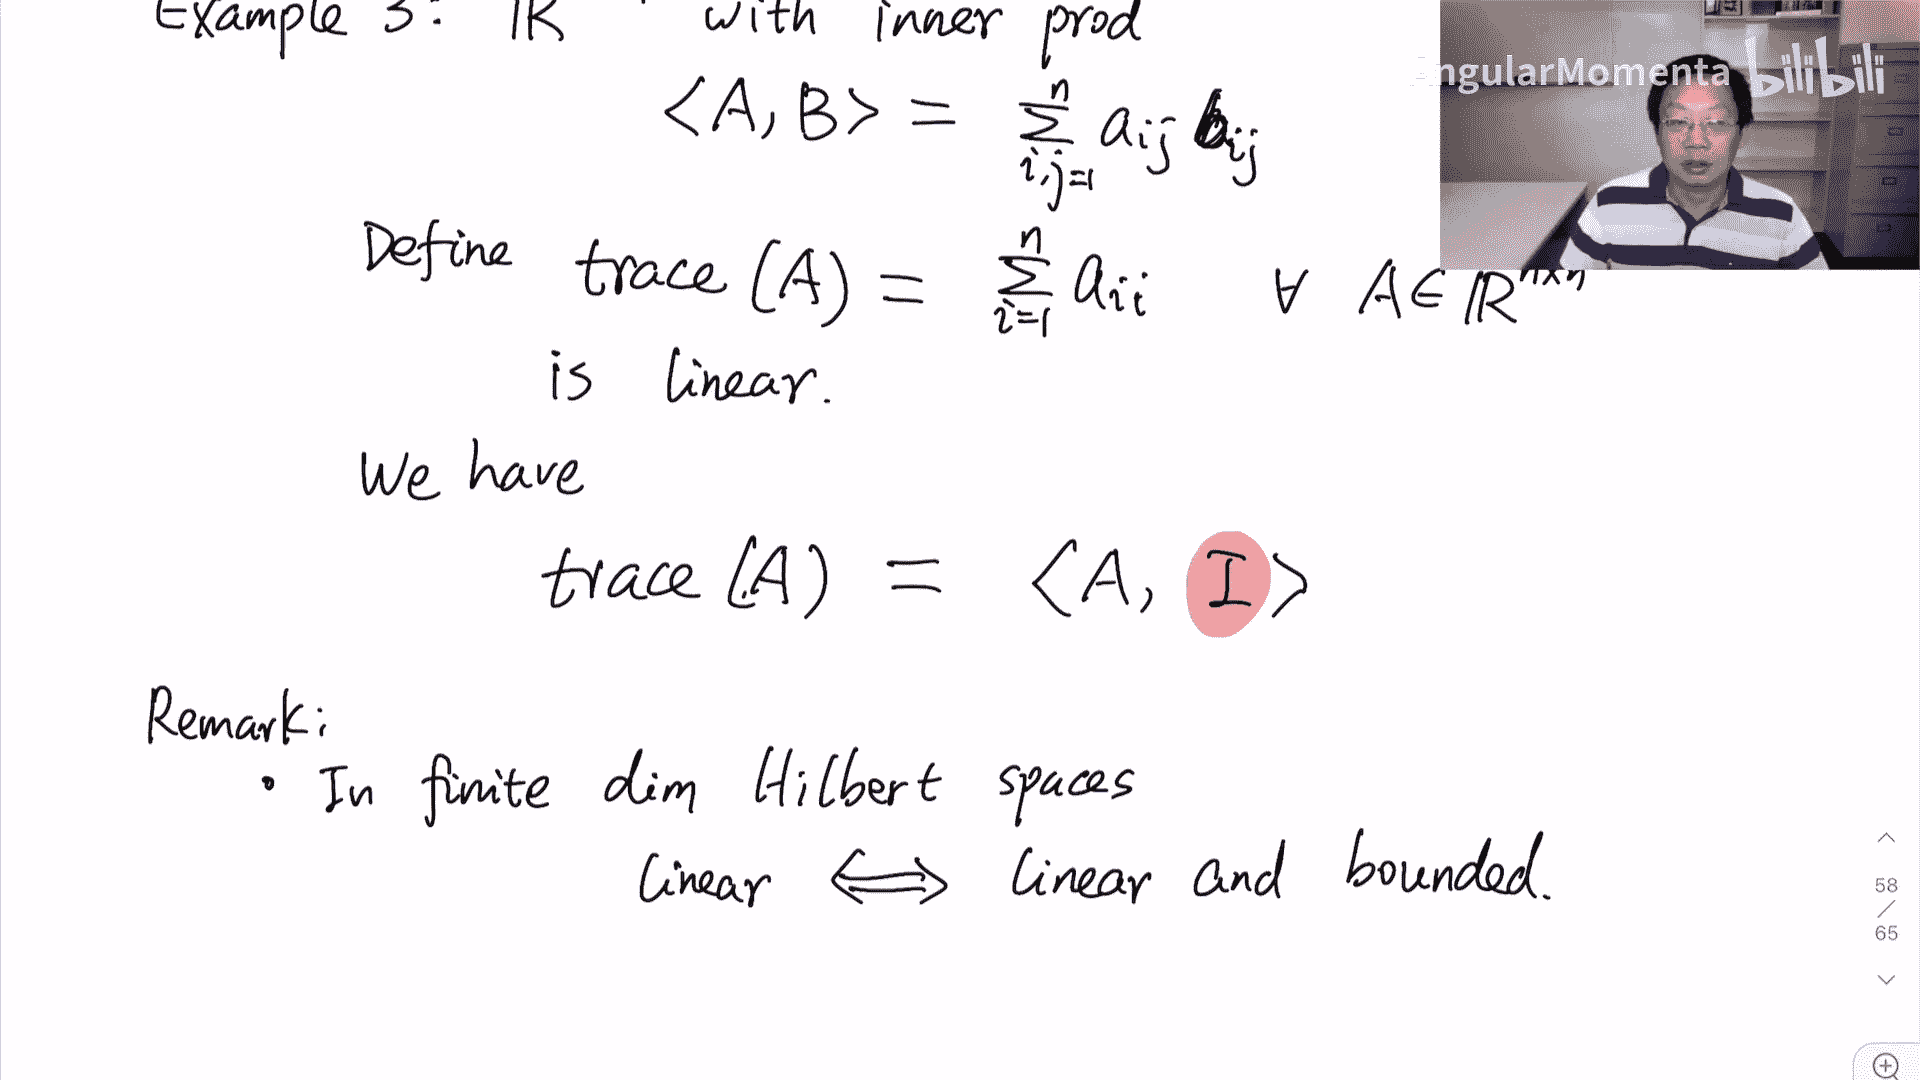 Example 3: ℝ with inner prod
<A, B> = Σ_{i,j=1}^{n} a_{ij} b_{ij}
Define trace (A) = Σ_{i=1}^{n} a_{ii} ∀ A ∈ ℝ^{n×n}
is linear.
We have
trace (A) = <A, I>
Remark:
• In finite dim Hilbert spaces
linear ⟺ linear and bounded.
ngularMomenta bilibili
58
/
65